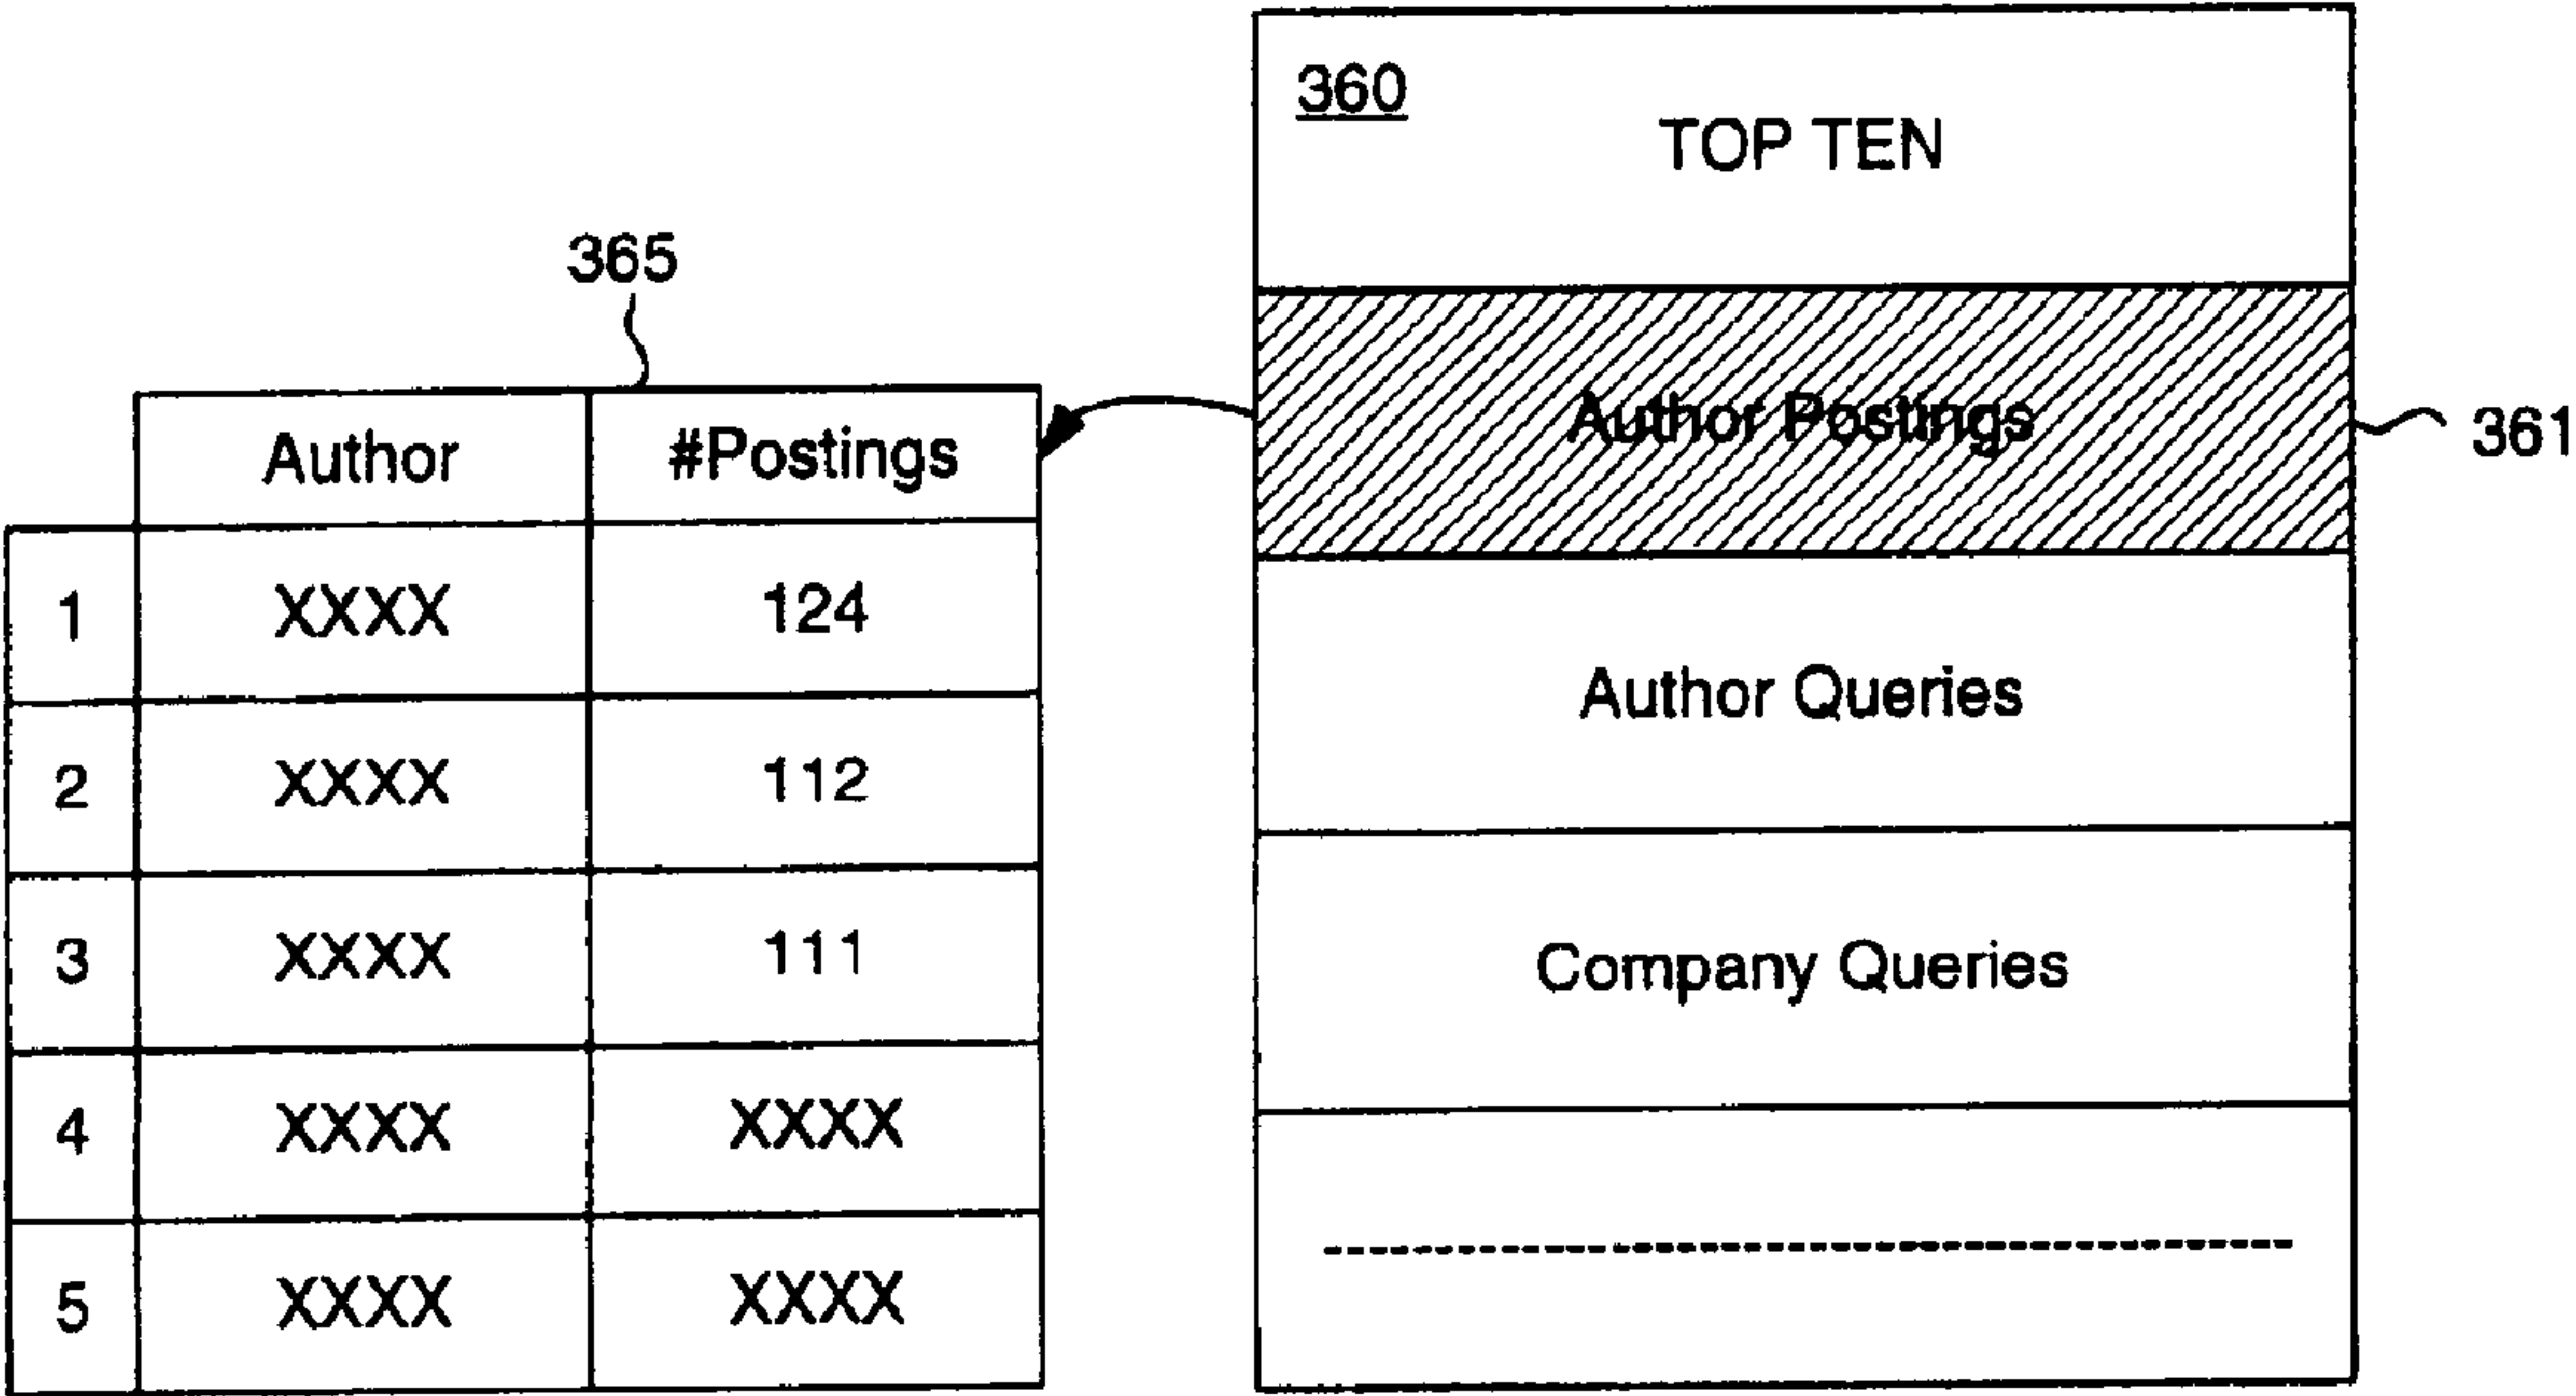 365
Author #Postings
1 XXXX 124
2 XXXX 112
3 XXXX 111
4 XXXX XXXX
5 XXXX XXXX
360
TOP TEN
Author Postings
361
Author Queries
Company Queries